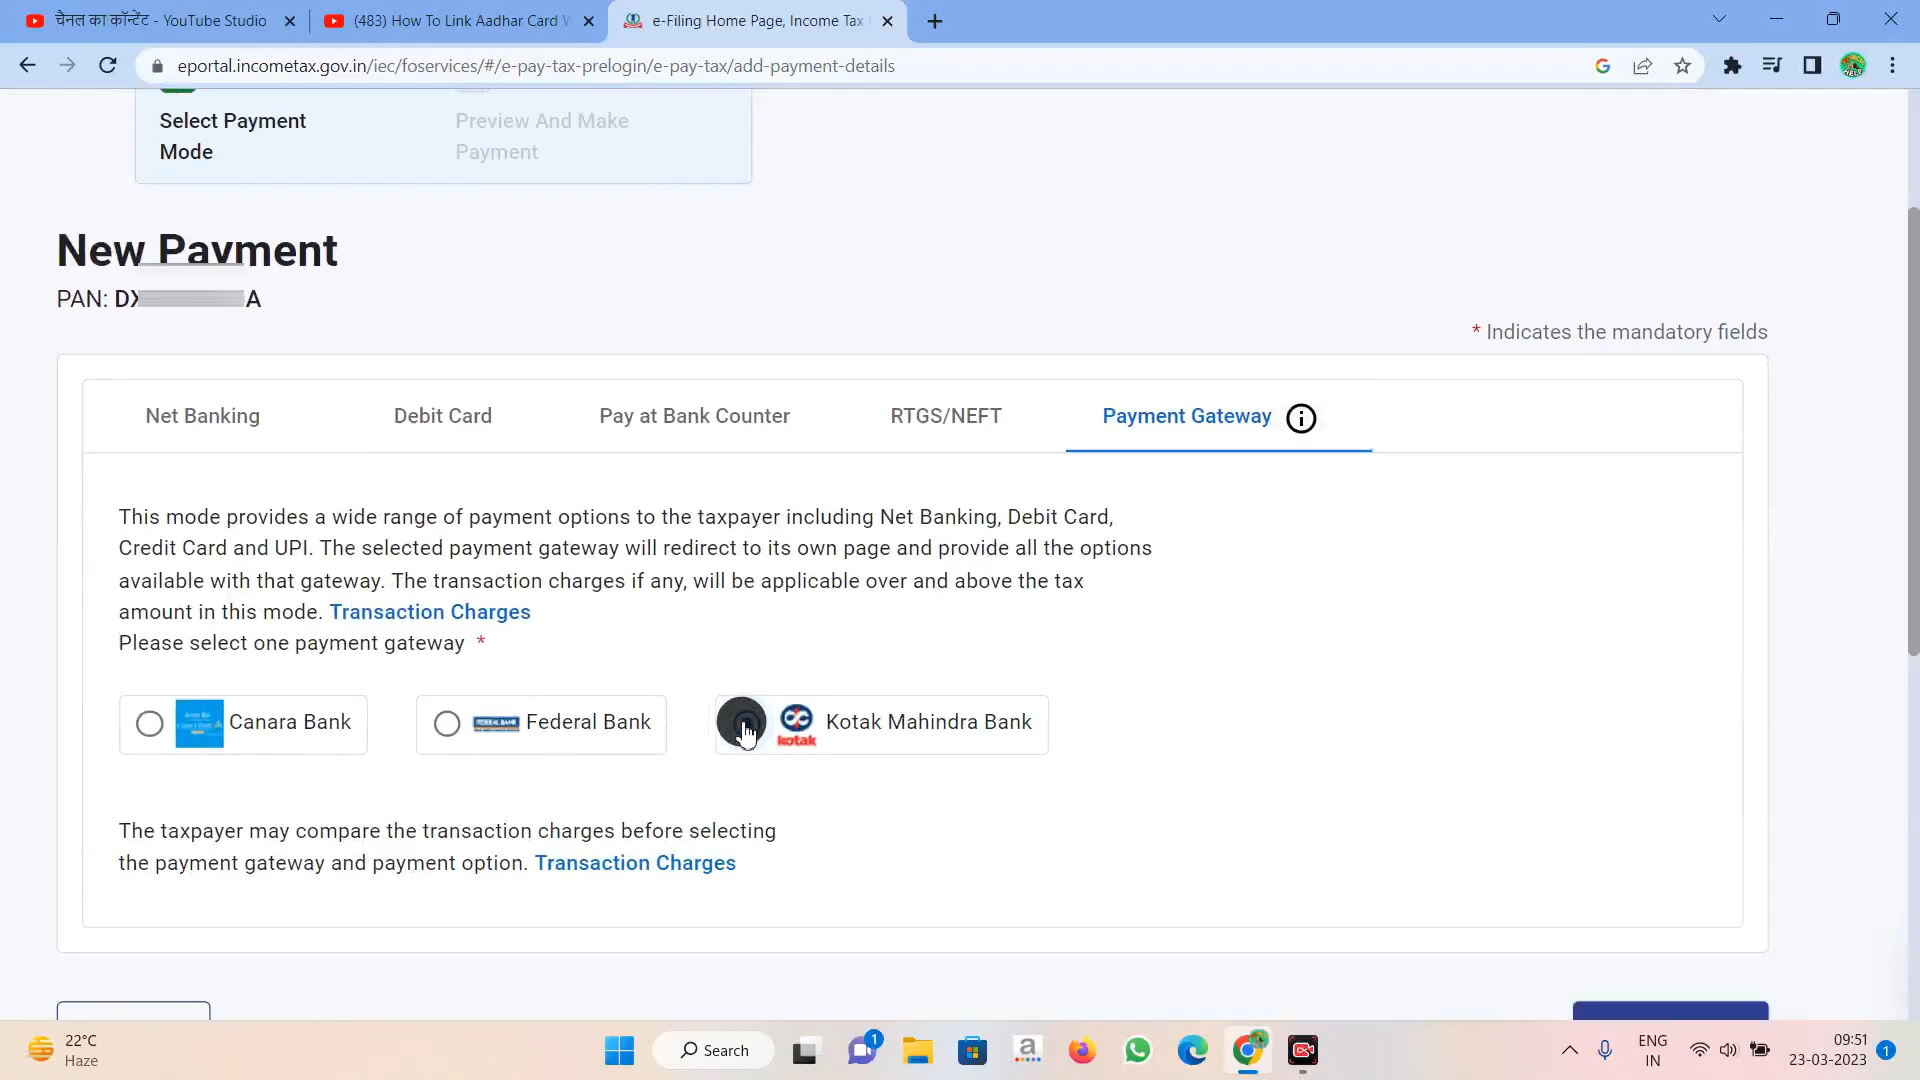 चैनल का कॉन्टेंट - YouTube Studio
(483) How To Link Aadhar Card
e-Filing Home Page, Income Tax
eportal.incometax.gov.in/iec/foservices/#/e-pay-tax-prelogin/e-pay-tax/add-payment-details
Select Payment
Mode
Preview And Make
Payment
New Payment
PAN: DX A
* Indicates the mandatory fields
Net Banking
Debit Card
Pay at Bank Counter
RTGS/NEFT
Payment Gateway
This mode provides a wide range of payment options to the taxpayer including Net Banking, Debit Card,
Credit Card and UPI. The selected payment gateway will redirect to its own page and provide all the options
available with that gateway. The transaction charges if any, will be applicable over and above the tax
amount in this mode. Transaction Charges
Please select one payment gateway *
Canara Bank
FEDERAL BANK Federal Bank
kotak Kotak Mahindra Bank
The taxpayer may compare the transaction charges before selecting
the payment gateway and payment option. Transaction Charges
22°C
Haze
Search
1
ENG
IN
09:51
23-03-2023
1